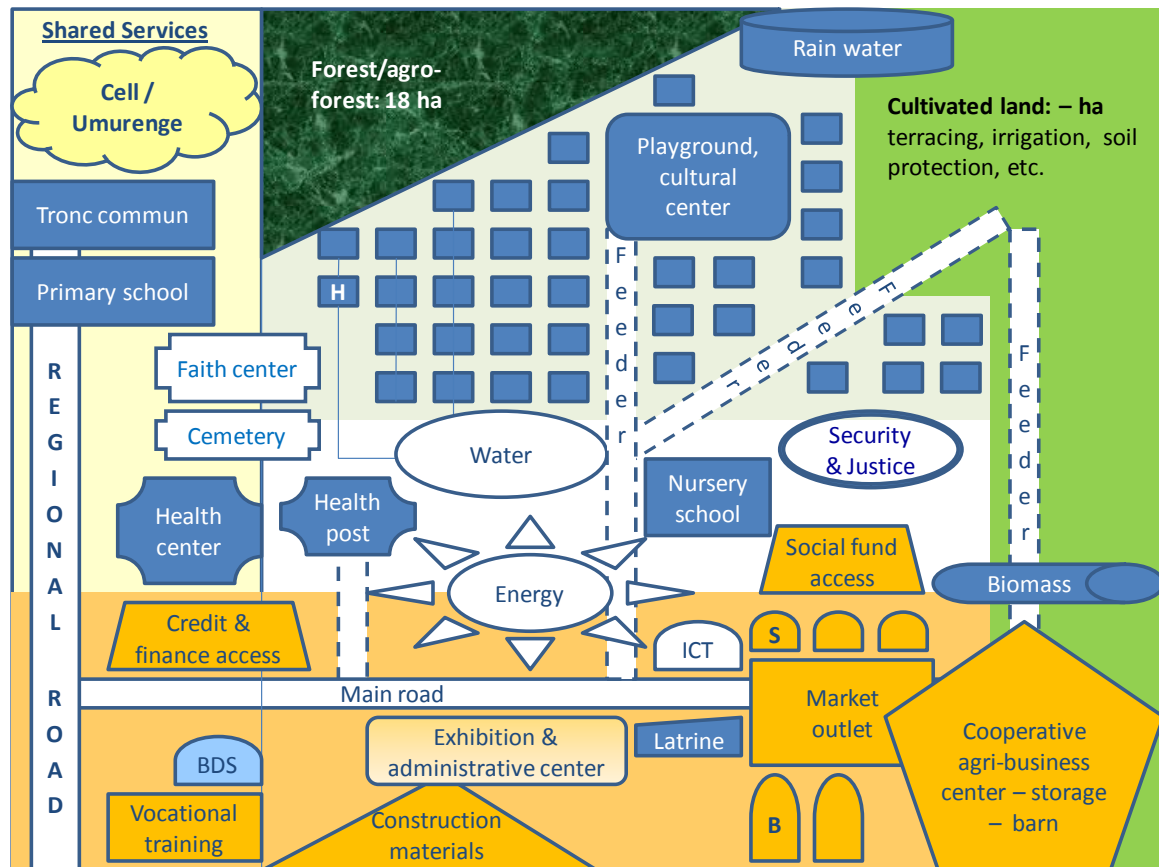 Shared Services
Cell /
Umurenge
Forest/agro-
forest: 18 ha
Rain water
Cultivated land: – ha
terracing, irrigation, soil
protection, etc.
Playground,
cultural
center
Tronc commun
Primary school
H
Feeder
Feeder
Feeder
REGIONAL ROAD
Faith center
Cemetery
Water
Security
& Justice
Nursery
school
Health
center
Health
post
Energy
Social fund
access
Biomass
Credit &
finance access
ICT
S
Main road
Market
outlet
Cooperative
agri-business
center – storage
– barn
Exhibition &
administrative center
Latrine
BDS
Vocational
training
Construction
materials
B